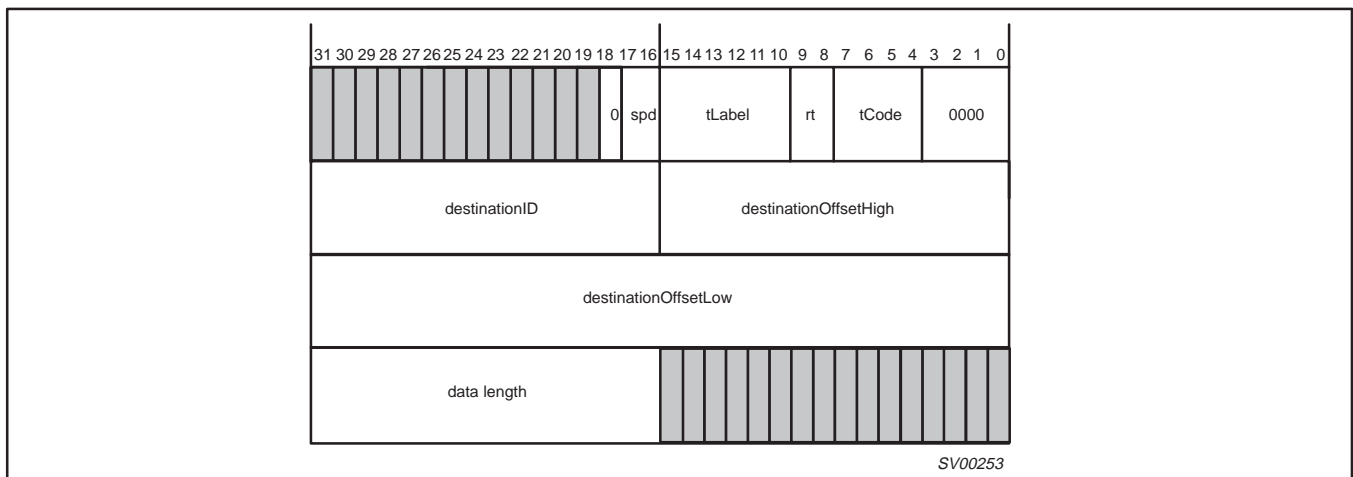 31 30 29 28 27 26 25 24 23 22 21 20 19 18 17 16 15 14 13 12 11 10 9 8 7 6 5 4 3 2 1 0
0 spd tLabel rt tCode 0000
destinationID destinationOffsetHigh
destinationOffsetLow
data length
SV00253